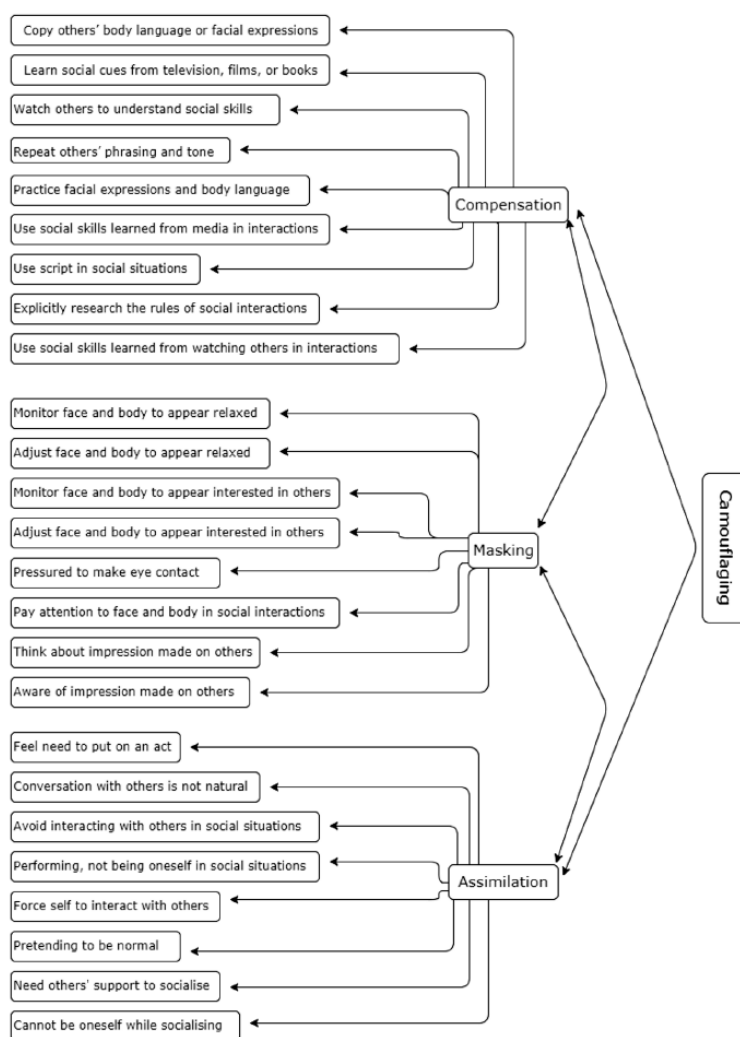 Copy others' body language or facial expressions
Learn social cues from television, films, or books
Watch others to understand social skills
Repeat others' phrasing and tone
Practice facial expressions and body language
Use social skills learned from media in interactions
Use script in social situations
Explicitly research the rules of social interactions
Use social skills learned from watching others in interactions
Compensation
Monitor face and body to appear relaxed
Adjust face and body to appear relaxed
Monitor face and body to appear interested in others
Adjust face and body to appear interested in others
Pressured to make eye contact
Pay attention to face and body in social interactions
Think about impression made on others
Aware of impression made on others
Masking
Feel need to put on an act
Conversation with others is not natural
Avoid interacting with others in social situations
Performing, not being oneself in social situations
Force self to interact with others
Pretending to be normal
Need others' support to socialise
Cannot be oneself while socialising
Assimilation
Camouflaging